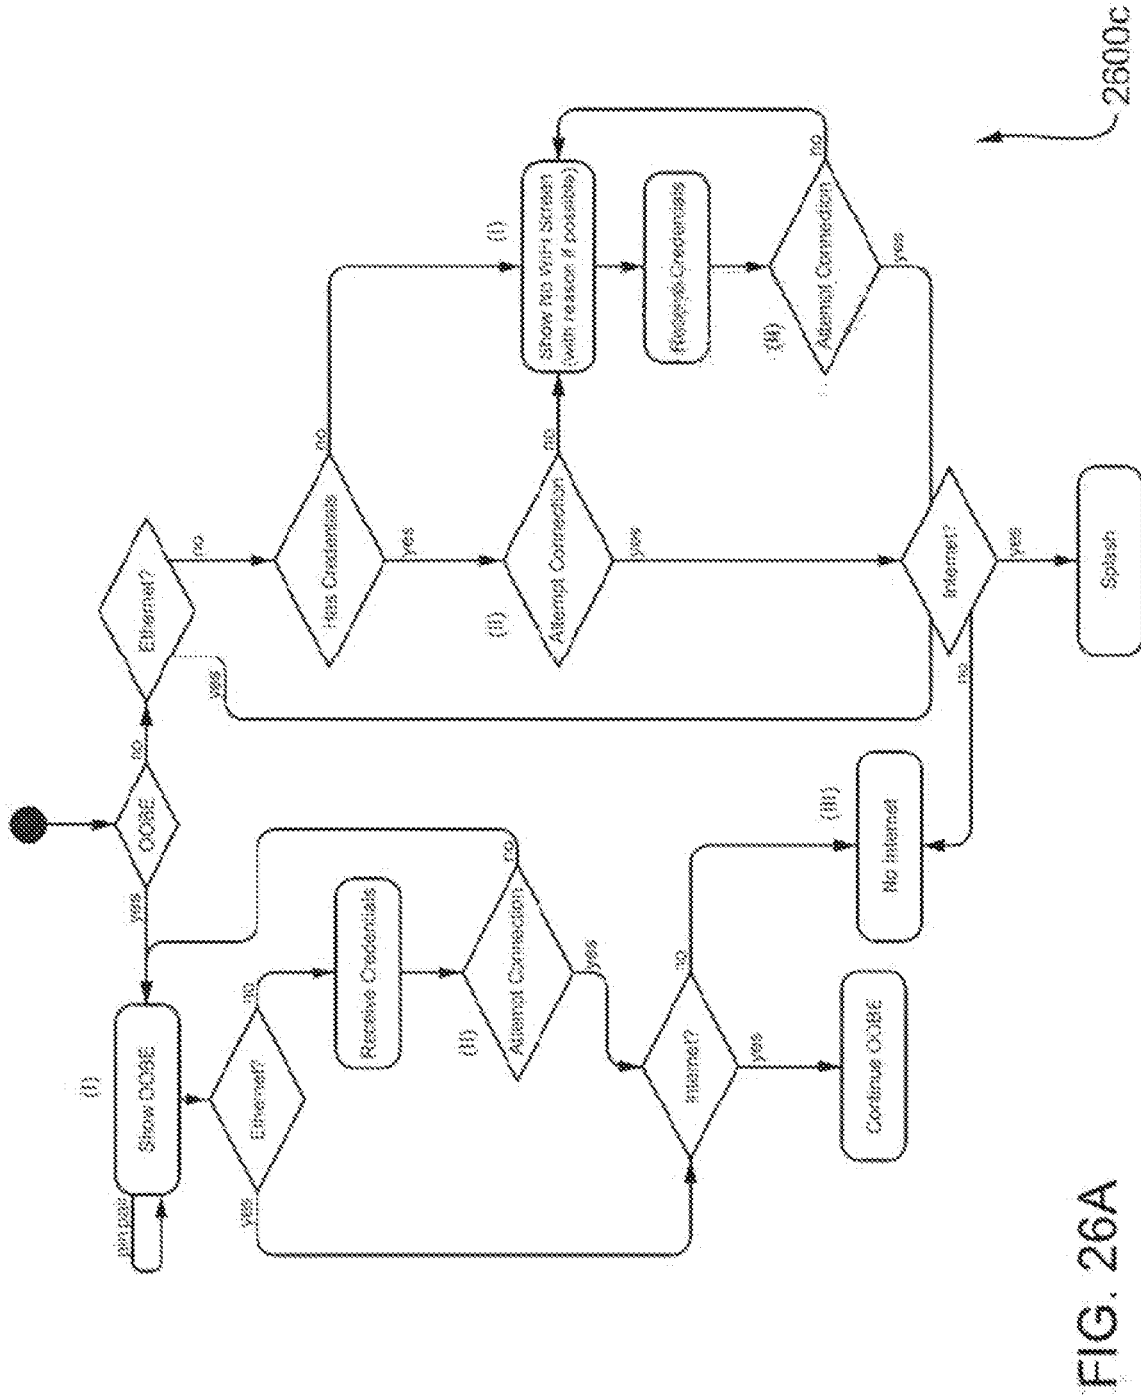 OOBE
yes
no
(I)
Show OOBE
Ethernet?
yes
no
Receive Credentials
(II)
Attempt Connection
no
yes
Internet?
no
yes
Continue OOBE
(III)
No Internet
Ethernet?
yes
no
Has Credentials
no
yes
(II)
Attempt Connection
no
yes
(I)
Show No WiFi Screen
(with reason if possible)
Receive Credentials
(II)
Attempt Connection
no
yes
Internet?
no
yes
Splash
2600c
FIG. 26A